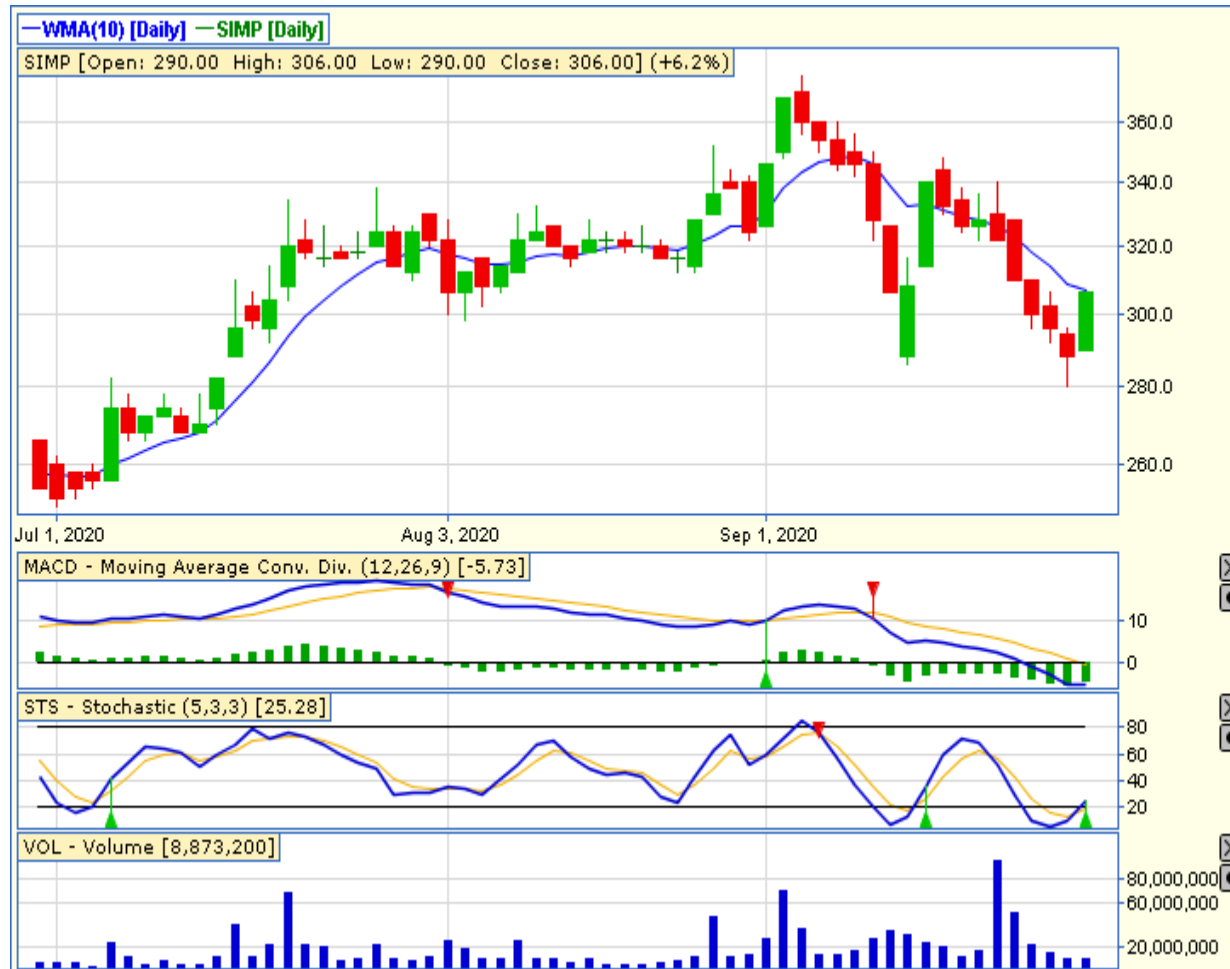 WMA(10) [Daily] SIMP [Daily]
SIMP [Open: 290.00 High: 306.00 Low: 290.00 Close: 306.00] (+6.2%)
360.0
340.0
320.0
300.0
280.0
260.0
Jul 1, 2020 Aug 3, 2020 Sep 1, 2020
MACD - Moving Average Conv. Div. (12,26,9) [-5.73]
10
0
STS - Stochastic (5,3,3) [25.28]
80
60
40
20
VOL - Volume [8,873,200]
80,000,000
60,000,000
20,000,000